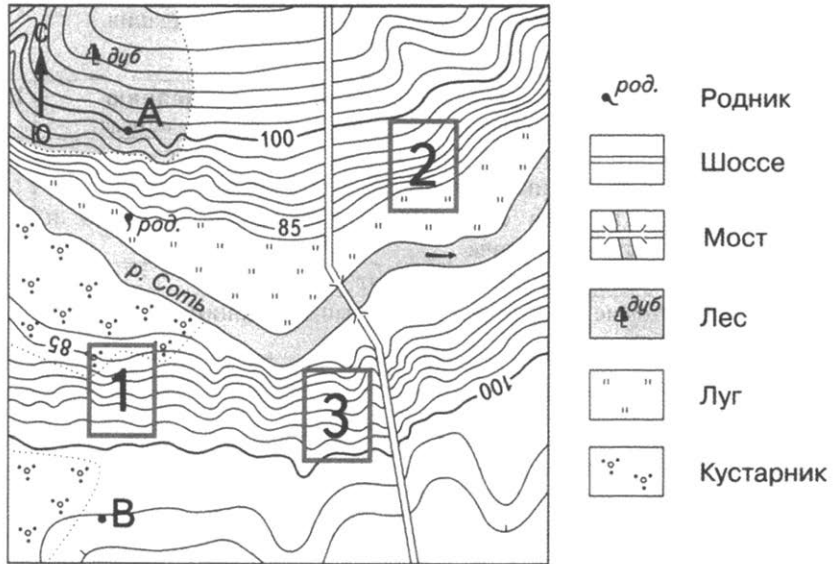 С
дуб
Ю
А
100
2
85
род.
р. Соть
85
1
3
100
В
род.
Родник
Шоссе
Мост
дуб
Лес
Луг
Кустарник